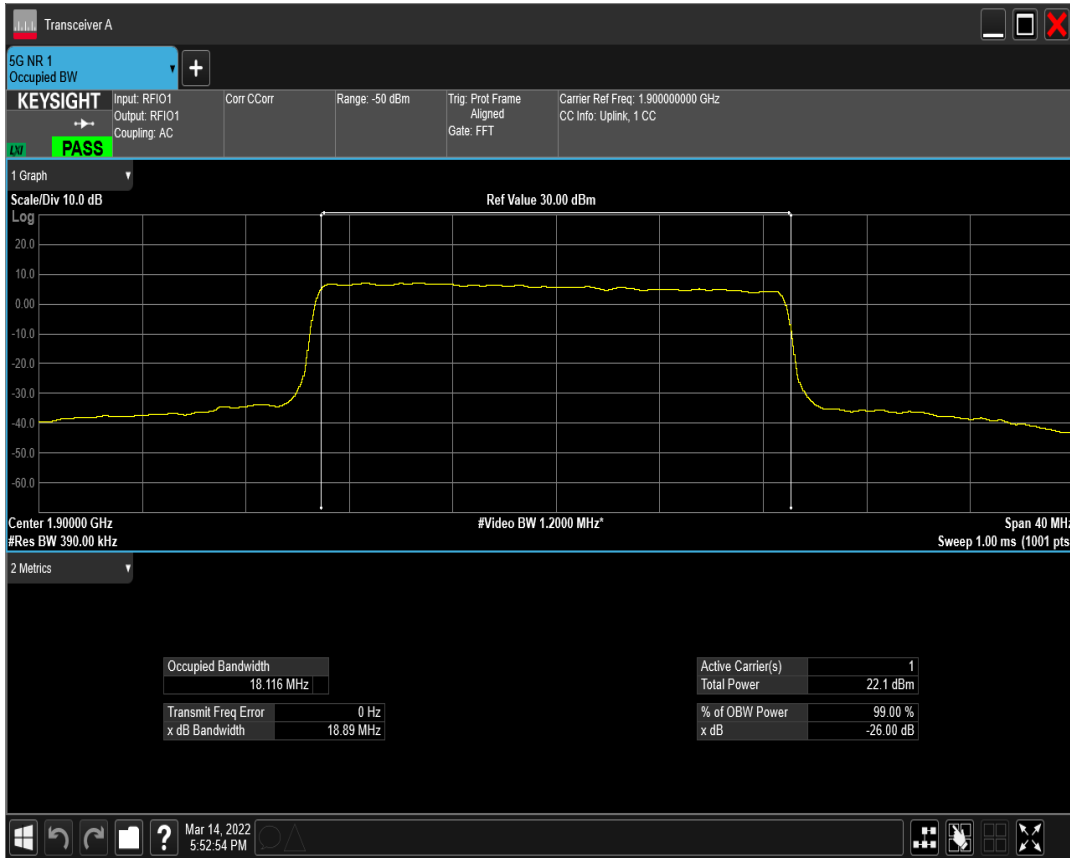 Transceiver A
5G NR 1
Occupied BW
KEYSIGHT
LXI
PASS
Input: RFIO1
Output: RFIO1
Coupling: AC
Corr CCorr
Range: -50 dBm
Trig: Prot Frame
Aligned
Gate: FFT
Carrier Ref Freq: 1.900000000 GHz
CC Info: Uplink, 1 CC
1 Graph
Scale/Div 10.0 dB
Ref Value 30.00 dBm
Log
20.0
10.0
0.00
-10.0
-20.0
-30.0
-40.0
-50.0
-60.0
Center 1.90000 GHz
#Video BW 1.2000 MHz*
Span 40 MHz
#Res BW 390.00 kHz
Sweep 1.00 ms (1001 pts
2 Metrics
Occupied Bandwidth
18.116 MHz
Transmit Freq Error 0 Hz
x dB Bandwidth 18.89 MHz
Active Carrier(s) 1
Total Power 22.1 dBm
% of OBW Power 99.00 %
x dB -26.00 dB
?
Mar 14, 2022
5:52:54 PM